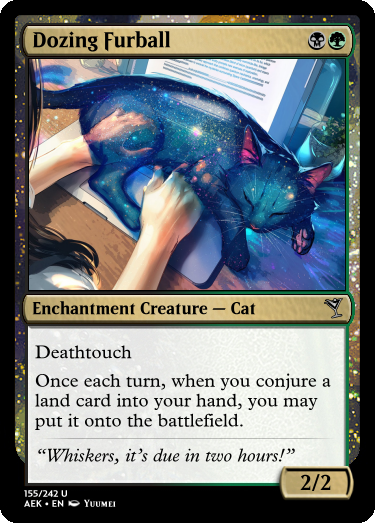 Dozing Furball
Enchantment Creature — Cat
Deathtouch
Once each turn, when you conjure a
land card into your hand, you may
put it onto the battlefield.
“Whiskers, it’s due in two hours!”
2/2
155/242 U
AEK • EN Yuumei